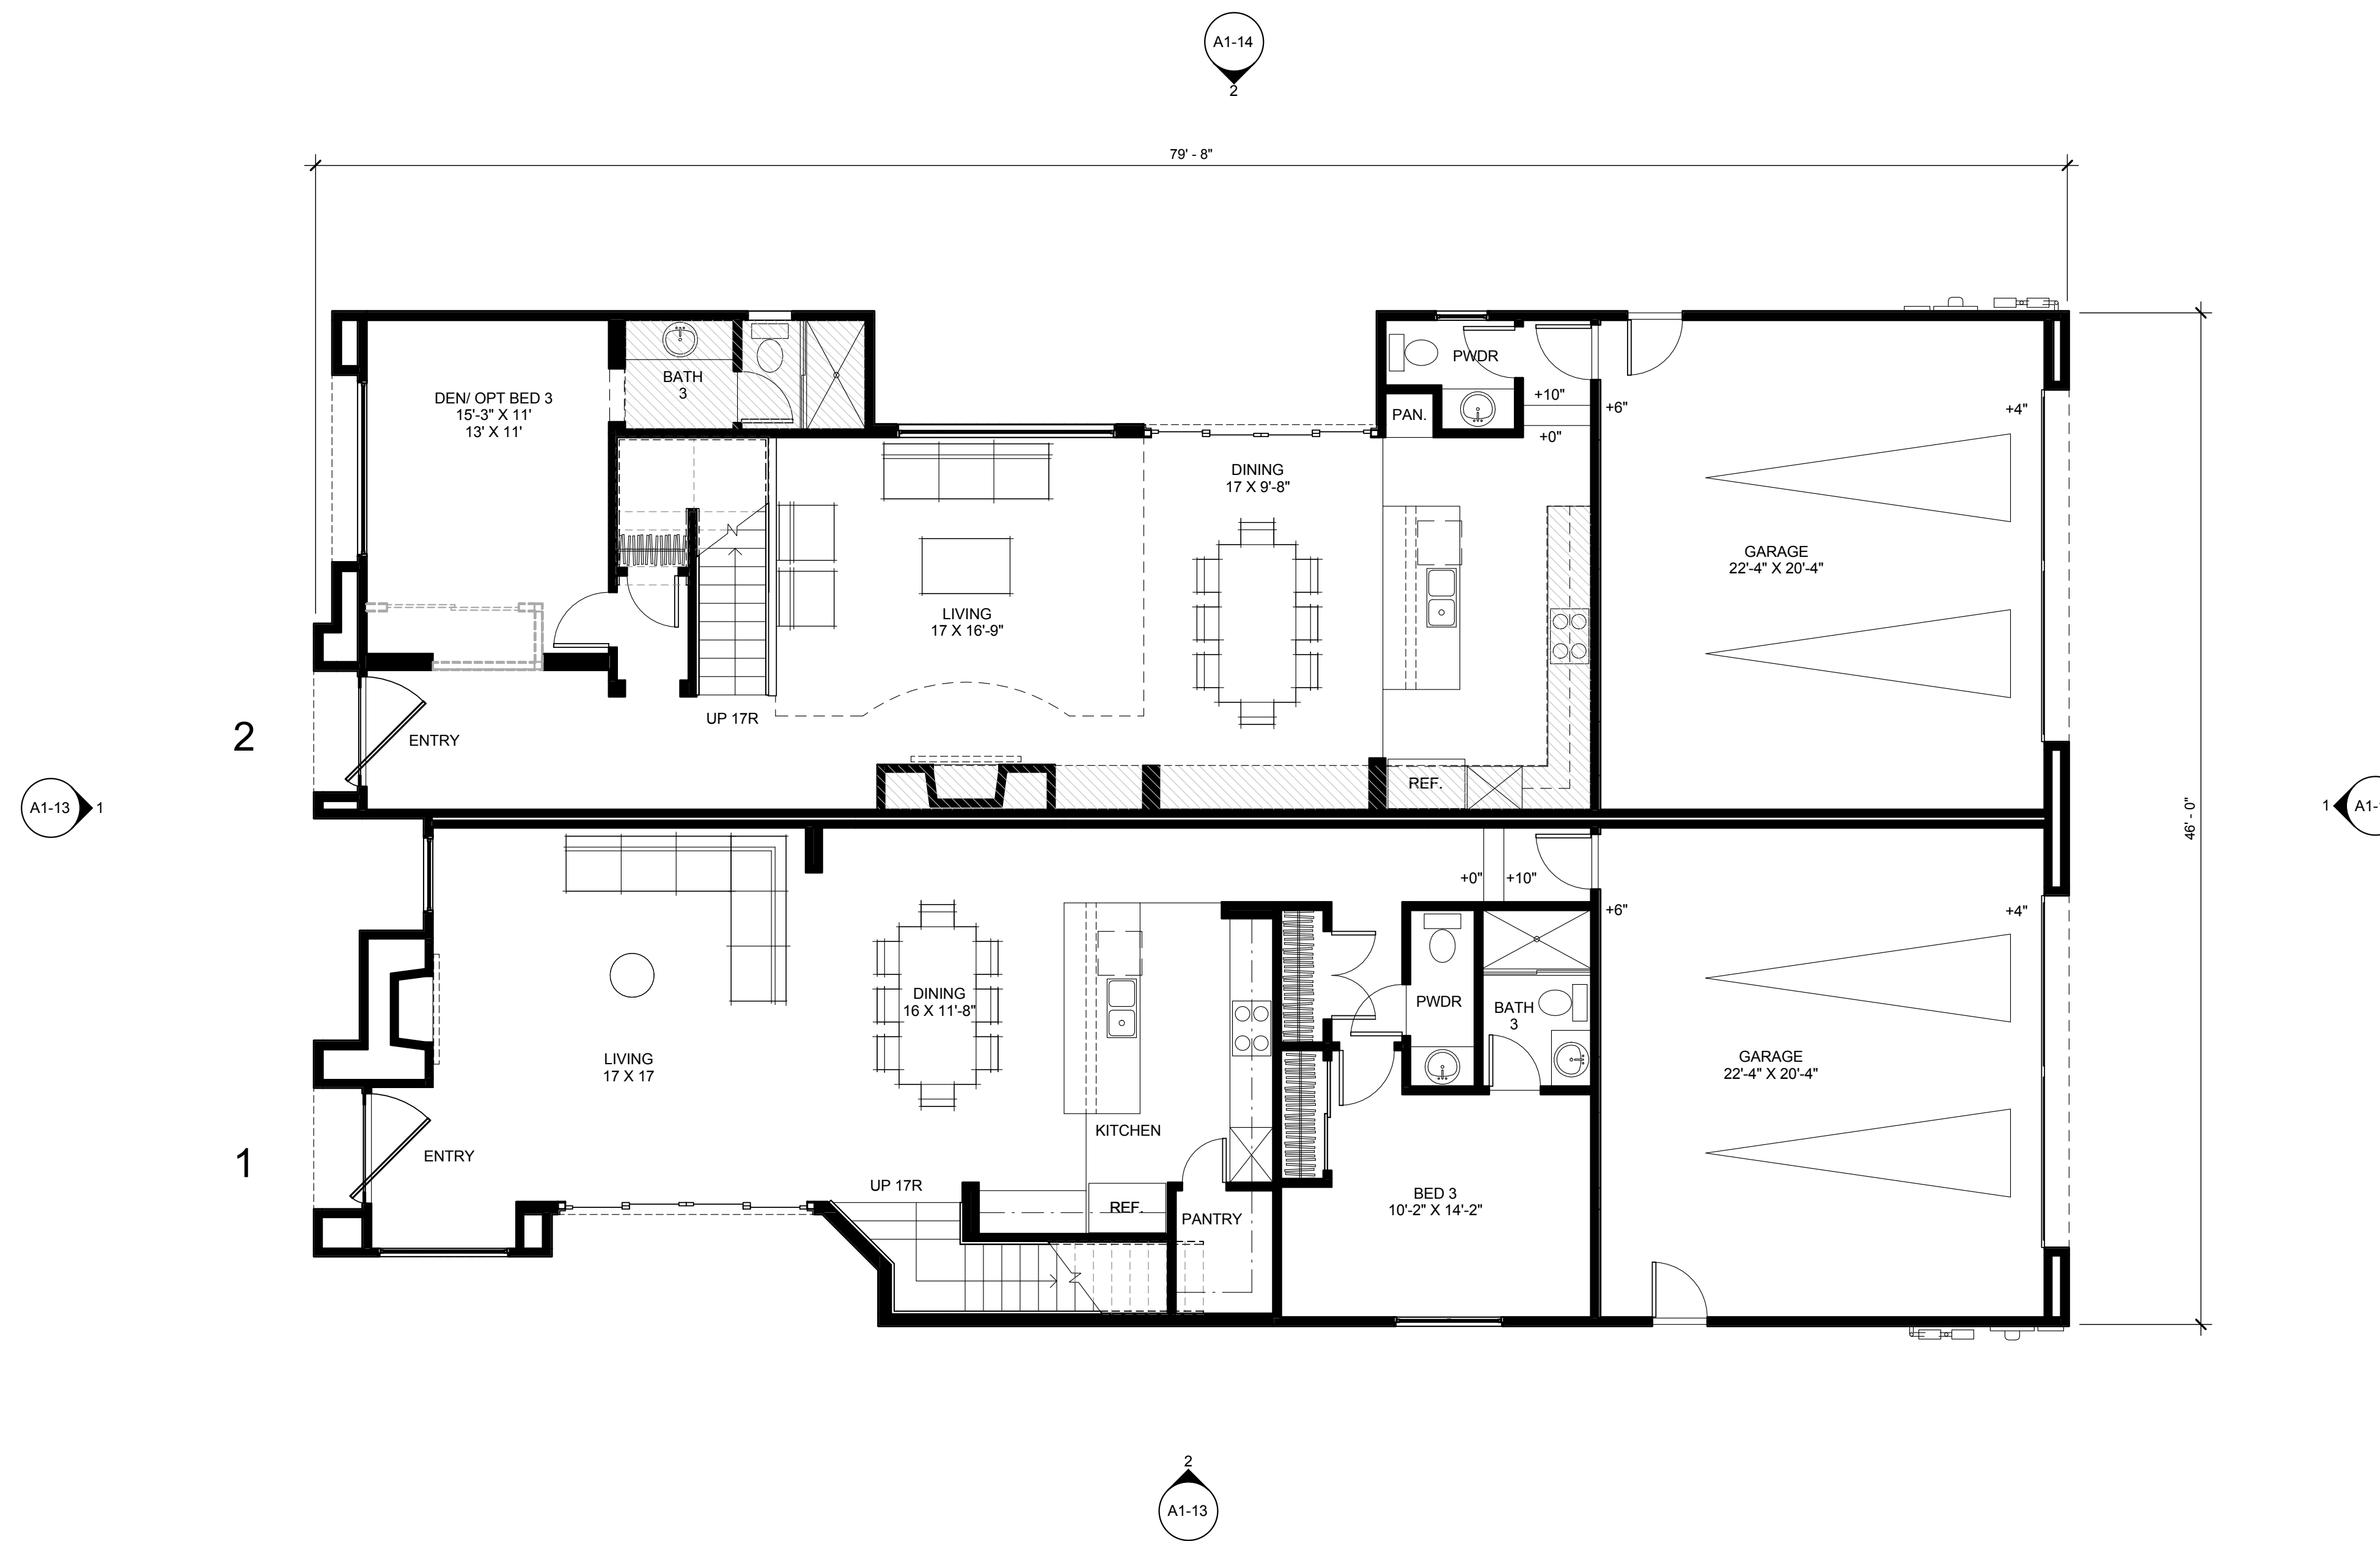 A1-14
2
79' - 8"
DEN/ OPT BED 3
15'-3" X 11'
13' X 11'
BATH
3
PWDR
PAN.
+10"
+6"
+4"
+0"
DINING
17 X 9'-8"
GARAGE
22'-4" X 20'-4"
LIVING
17 X 16'-9"
UP 17R
2
ENTRY
REF.
A1-13
1
1
46' - 0"
+0"
+10"
+6"
+4"
DINING
16 X 11'-8"
PWDR
BATH
3
LIVING
17 X 17
GARAGE
22'-4" X 20'-4"
KITCHEN
1
ENTRY
UP 17R
REF.
PANTRY
BED 3
10'-2" X 14'-2"
2
A1-13